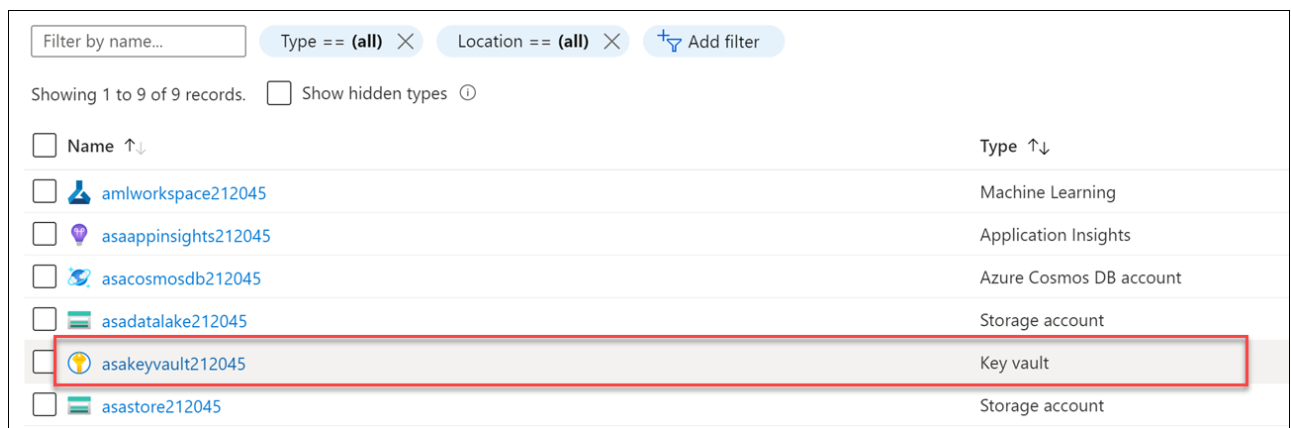 Filter by name... Type == (all) Location == (all) Add filter
Showing 1 to 9 of 9 records. Show hidden types
Name Type
amlworkspace212045 Machine Learning
asaappinsights212045 Application Insights
asacosmosdb212045 Azure Cosmos DB account
asadatalake212045 Storage account
asakeyvault212045 Key vault
asastore212045 Storage account